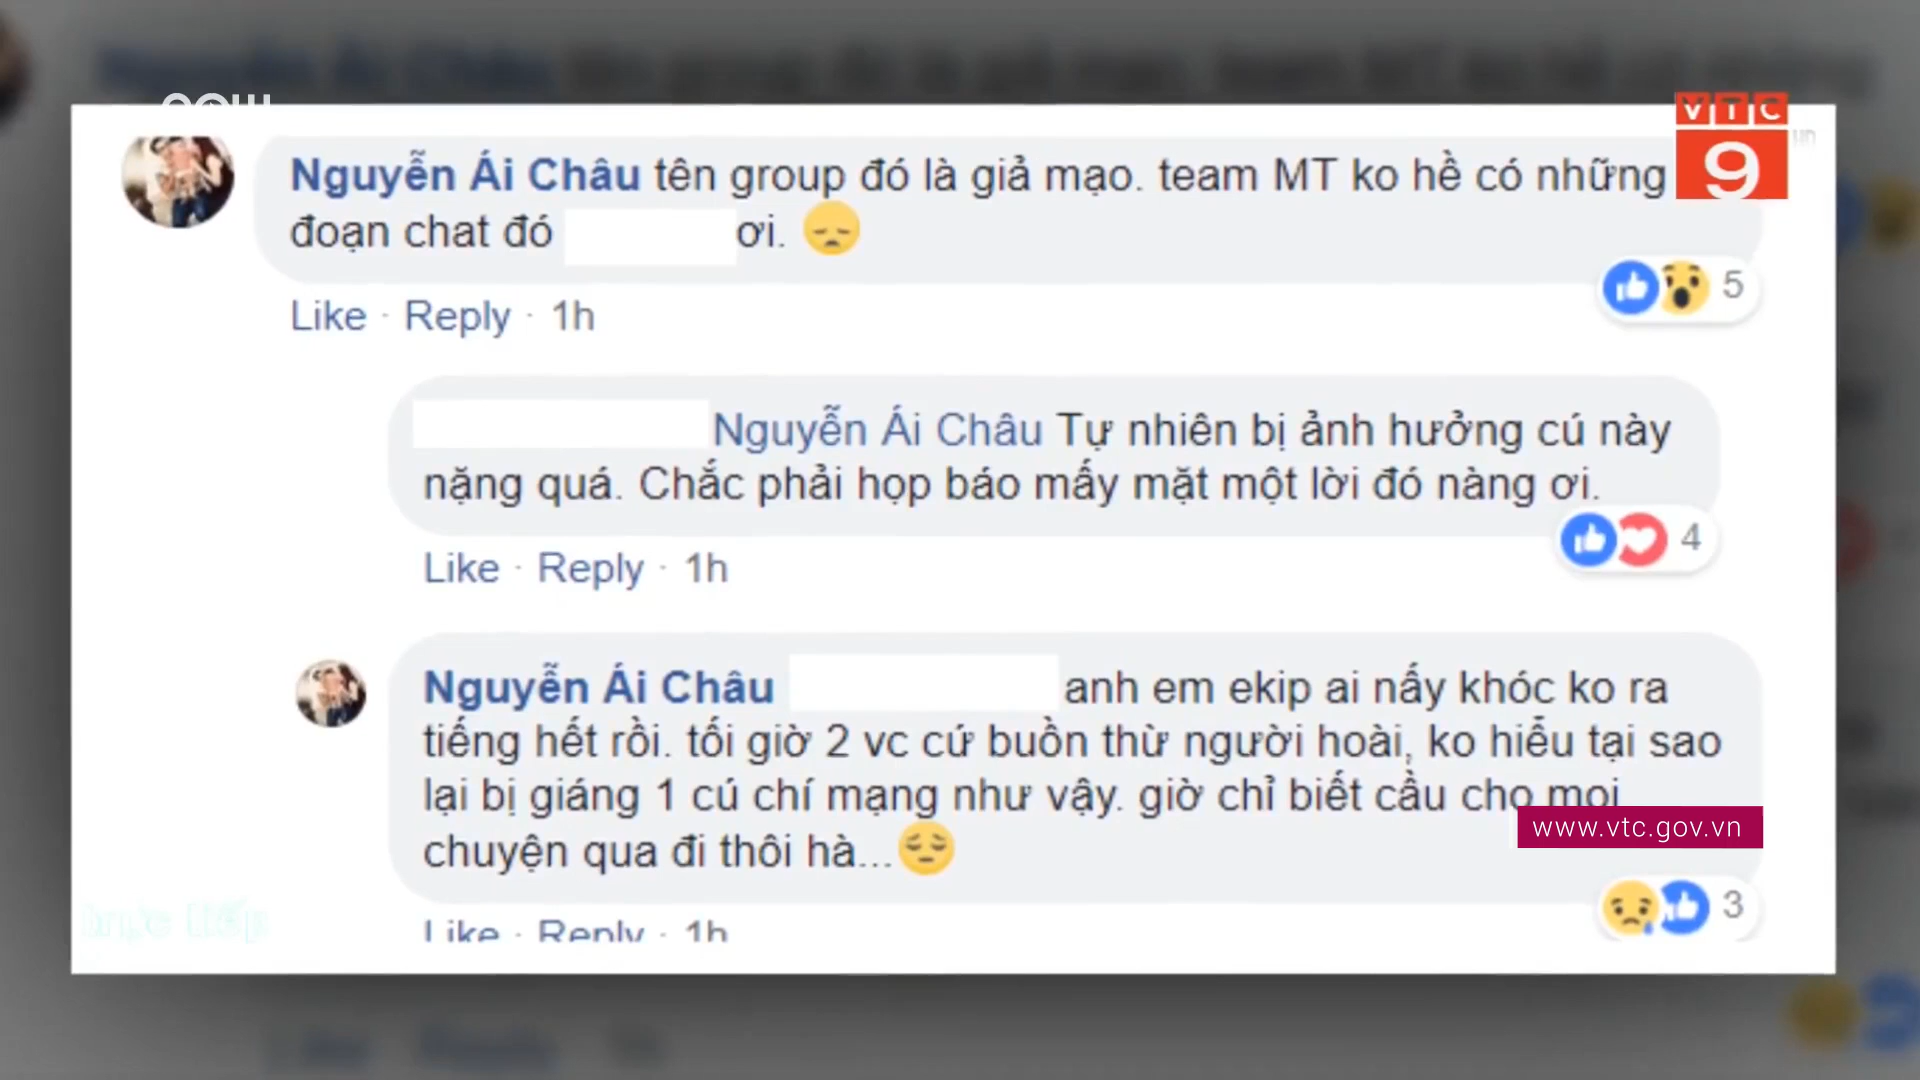 VTC
9
Nguyễn Ái Châu tên group đó là giả mạo. team MT ko hề có những
đoạn chat đó ơi.
5
Like · Reply · 1h
Nguyễn Ái Châu Tự nhiên bị ảnh hưởng cú này
nặng quá. Chắc phải họp báo mấy mặt một lời đó nàng ơi.
4
Like · Reply · 1h
Nguyễn Ái Châu anh em ekip ai nấy khóc ko ra
tiếng hết rồi. tối giờ 2 vc cứ buồn thừ người hoài, ko hiểu tại sao
lại bị giáng 1 cú chí mạng như vậy. giờ chỉ biết cầu cho mọi
www.vtc.gov.vn
chuyện qua đi thôi hà...
3
Like · Reply · 1h